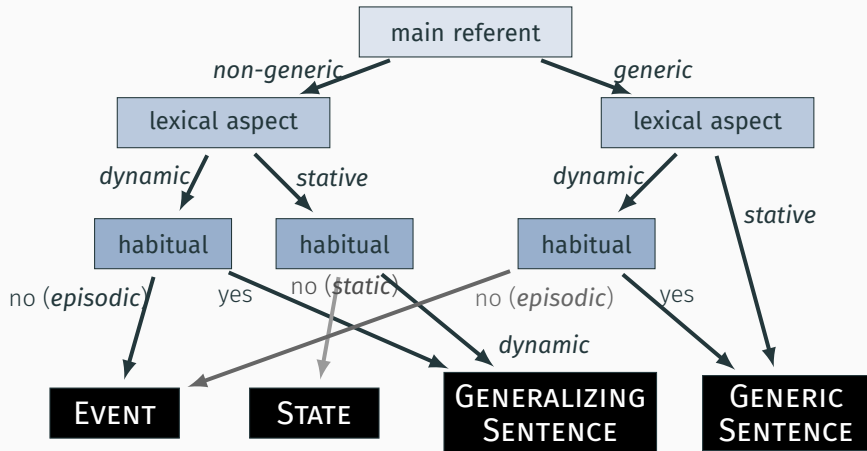 main referent
non-generic
generic
lexical aspect
lexical aspect
dynamic
stative
dynamic
stative
habitual
habitual
habitual
no (episodic)
yes
no (static)
no (episodic)
yes
dynamic
EVENT
STATE
GENERALIZING
SENTENCE
GENERIC
SENTENCE